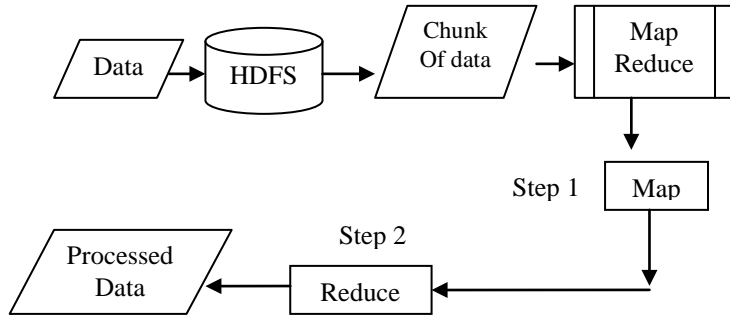 Data
HDFS
Chunk
Of data
Map
Reduce
Step 1
Map
Step 2
Reduce
Processed
Data